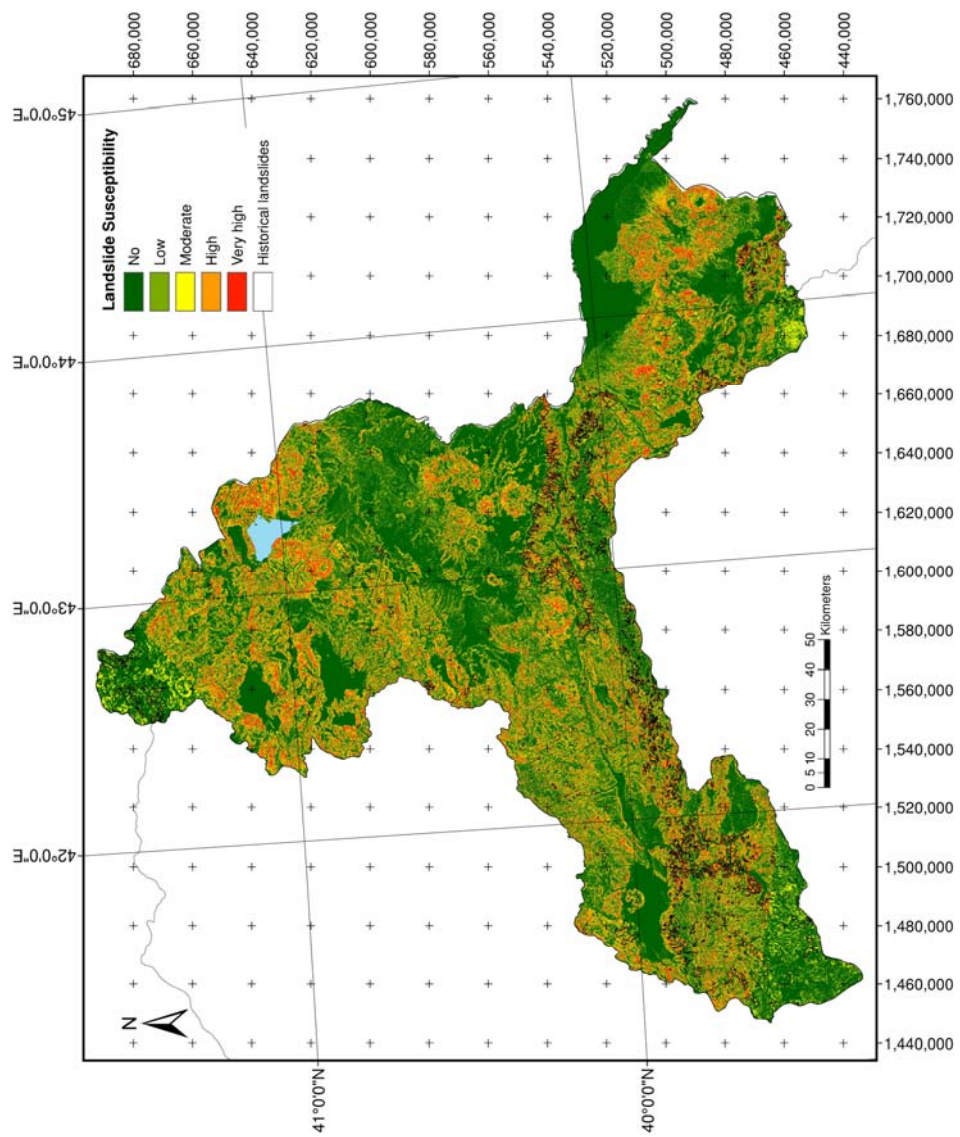 45°0'0"E
44°0'0"E
43°0'0"E
42°0'0"E
680,000
660,000
640,000
620,000
600,000
580,000
560,000
540,000
520,000
500,000
480,000
460,000
440,000
Landslide Susceptibility
No
Low
Moderate
High
Very high
Historical landslides
N
0 5 10 20 30 40 50
Kilometers
41°0'0"N
40°0'0"N
1,440,000
1,460,000
1,480,000
1,500,000
1,520,000
1,540,000
1,560,000
1,580,000
1,600,000
1,620,000
1,640,000
1,660,000
1,680,000
1,700,000
1,720,000
1,740,000
1,760,000